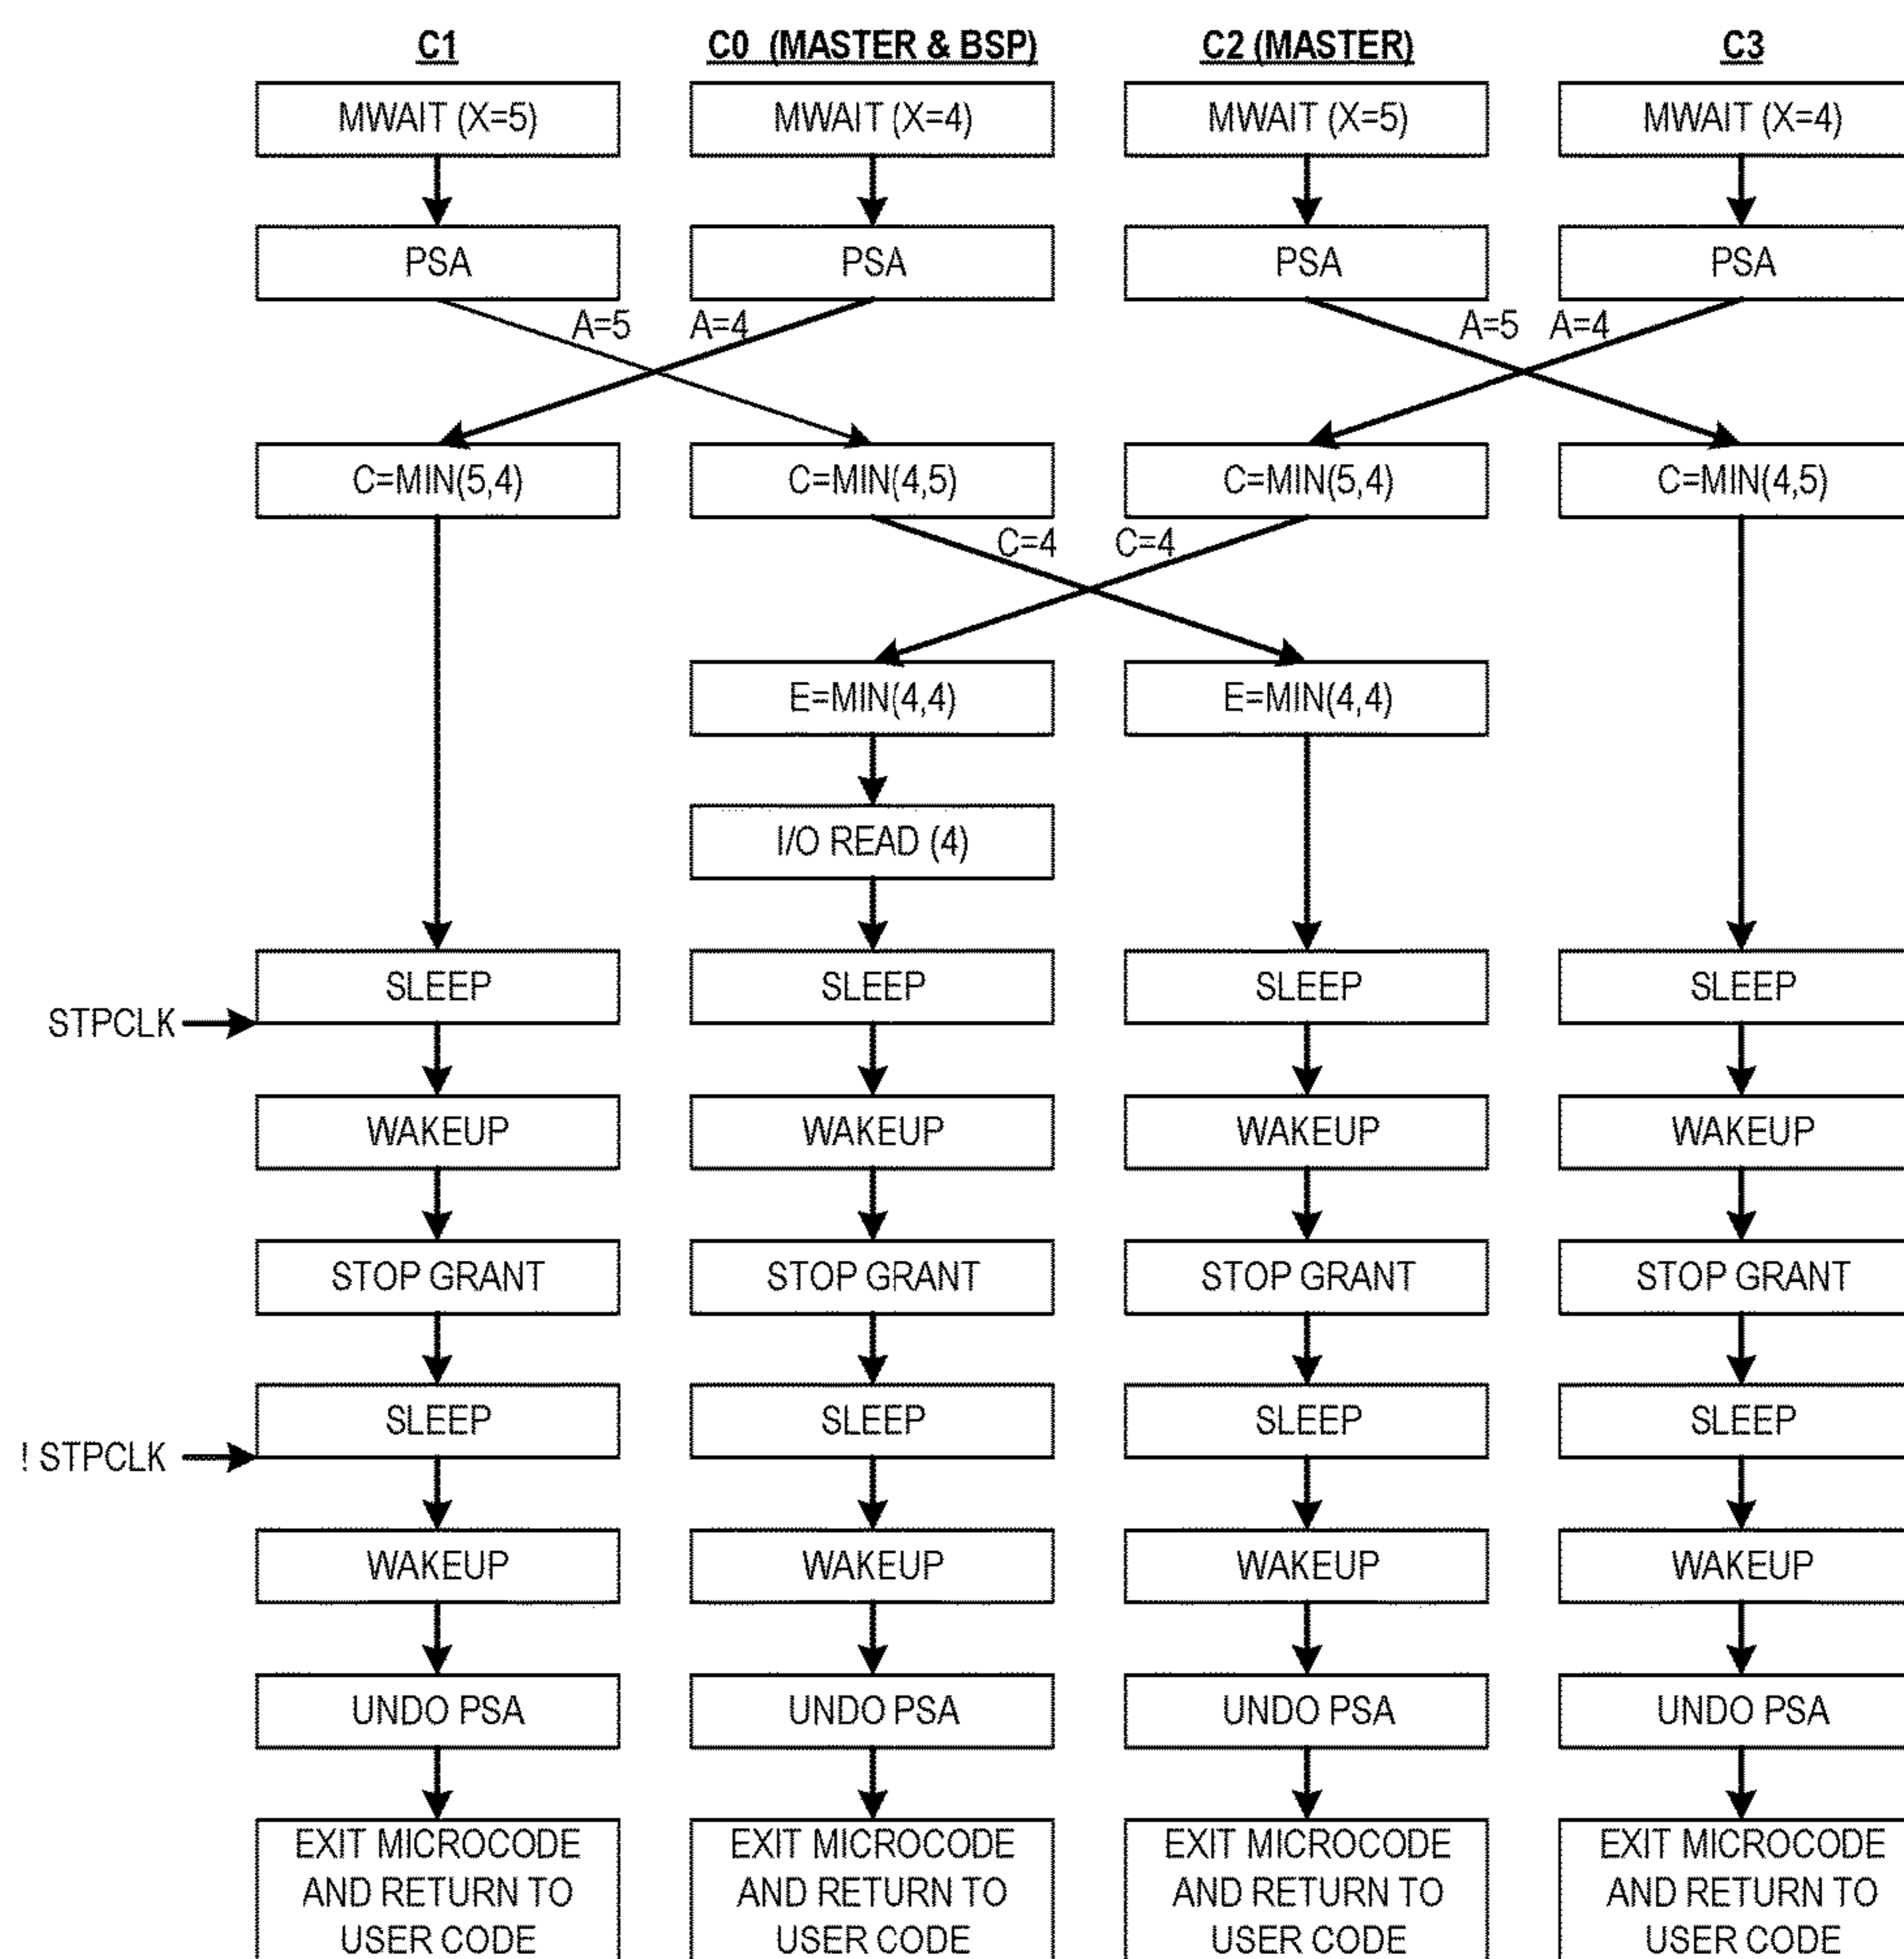 C1 C0 (MASTER & BSP) C2 (MASTER) C3
MWAIT (X=5) MWAIT (X=4) MWAIT (X=5) MWAIT (X=4)
PSA PSA PSA PSA
A=5 A=4 A=5 A=4
C=MIN(5,4) C=MIN(4,5) C=MIN(5,4) C=MIN(4,5)
C=4 C=4
E=MIN(4,4) E=MIN(4,4)
I/O READ (4)
SLEEP SLEEP SLEEP SLEEP
STPCLK
WAKEUP WAKEUP WAKEUP WAKEUP
STOP GRANT STOP GRANT STOP GRANT STOP GRANT
SLEEP SLEEP SLEEP SLEEP
! STPCLK
WAKEUP WAKEUP WAKEUP WAKEUP
UNDO PSA UNDO PSA UNDO PSA UNDO PSA
EXIT MICROCODE EXIT MICROCODE EXIT MICROCODE EXIT MICROCODE
AND RETURN TO AND RETURN TO AND RETURN TO AND RETURN TO
USER CODE USER CODE USER CODE USER CODE